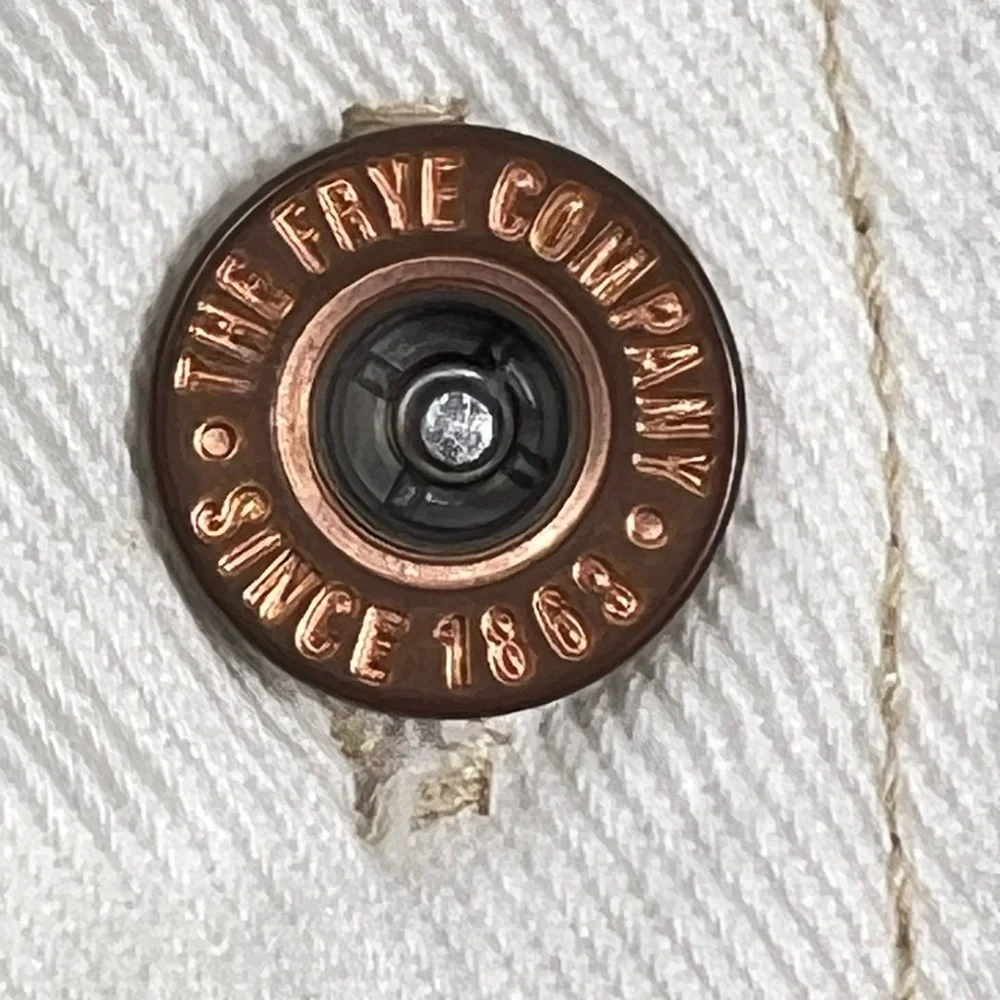 • THE FRYE COMPANY •
SINCE 1863